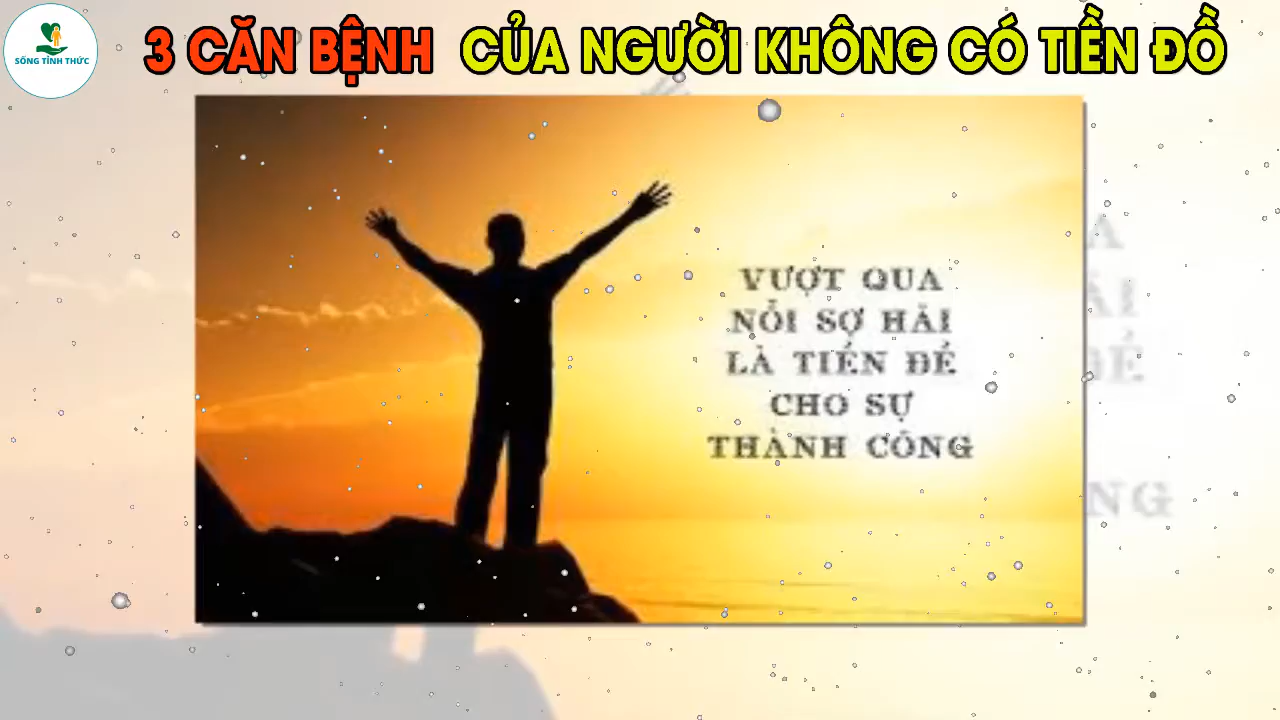 SỐNG TỈNH THỨC
3 CĂN BỆNH CỦA NGƯỜI KHÔNG CÓ TIỀN ĐỒ
VƯỢT QUA
NỖI SỢ HÃI
LÀ TIỀN ĐỀ
CHO SỰ
THÀNH CÔNG